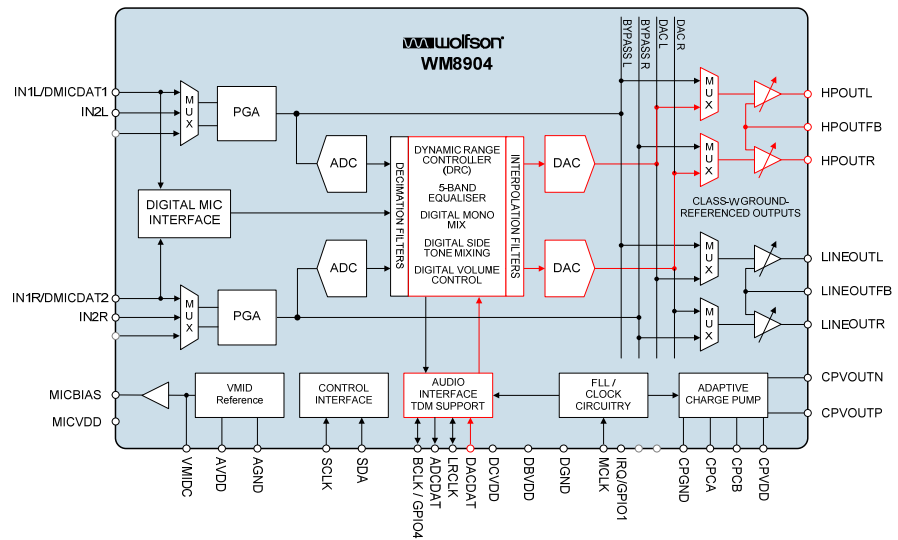 wolfson
WM8904
BYPASS L
BYPASS R
DAC L
DAC R
IN1L/DMICDAT1
IN2L
MUX
PGA
ADC
DIGITAL MIC
INTERFACE
IN1R/DMICDAT2
IN2R
MUX
PGA
ADC
DECIMATION FILTERS
DYNAMIC RANGE
CONTROLLER
(DRC)
5-BAND
EQUALISER
DIGITAL MONO
MIX
DIGITAL SIDE
TONE MIXING
DIGITAL VOLUME
CONTROL
INTERPOLATION FILTERS
DAC
DAC
MUX
MUX
CLASS-W GROUND-
REFERENCED OUTPUTS
MUX
MUX
HPOUTL
HPOUTFB
HPOUTR
LINEOUTL
LINEOUTFB
LINEOUTR
MICBIAS
MICVDD
VMID
Reference
CONTROL
INTERFACE
AUDIO
INTERFACE
TDM SUPPORT
FLL /
CLOCK
CIRCUITRY
ADAPTIVE
CHARGE PUMP
CPVOUTN
CPVOUTP
VMIDC
AVDD
AGND
SCLK
SDA
BCLK / GPIO4
ADCDAT
LRCLK
DACDAT
DCVDD
DBVDD
DGND
MCLK
IRQ/GPIO1
CPGND
CPCA
CPCB
CPVDD